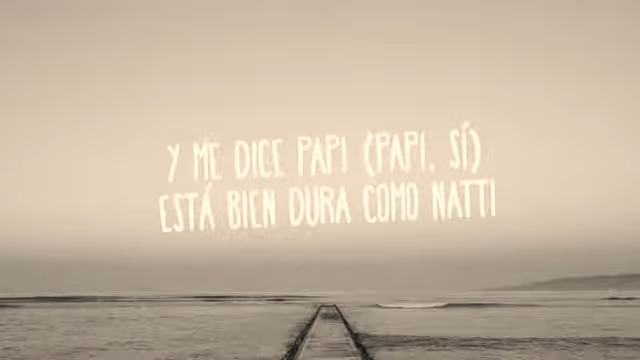 Y ME DICE PAPI (PAPI, SÍ)
ESTÁ BIEN DURA COMO NATTI